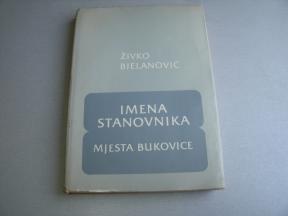 ŽIVKO
BJELANOVIĆ
IMENA
STANOVNIKA
MJESTA BUKOVICE